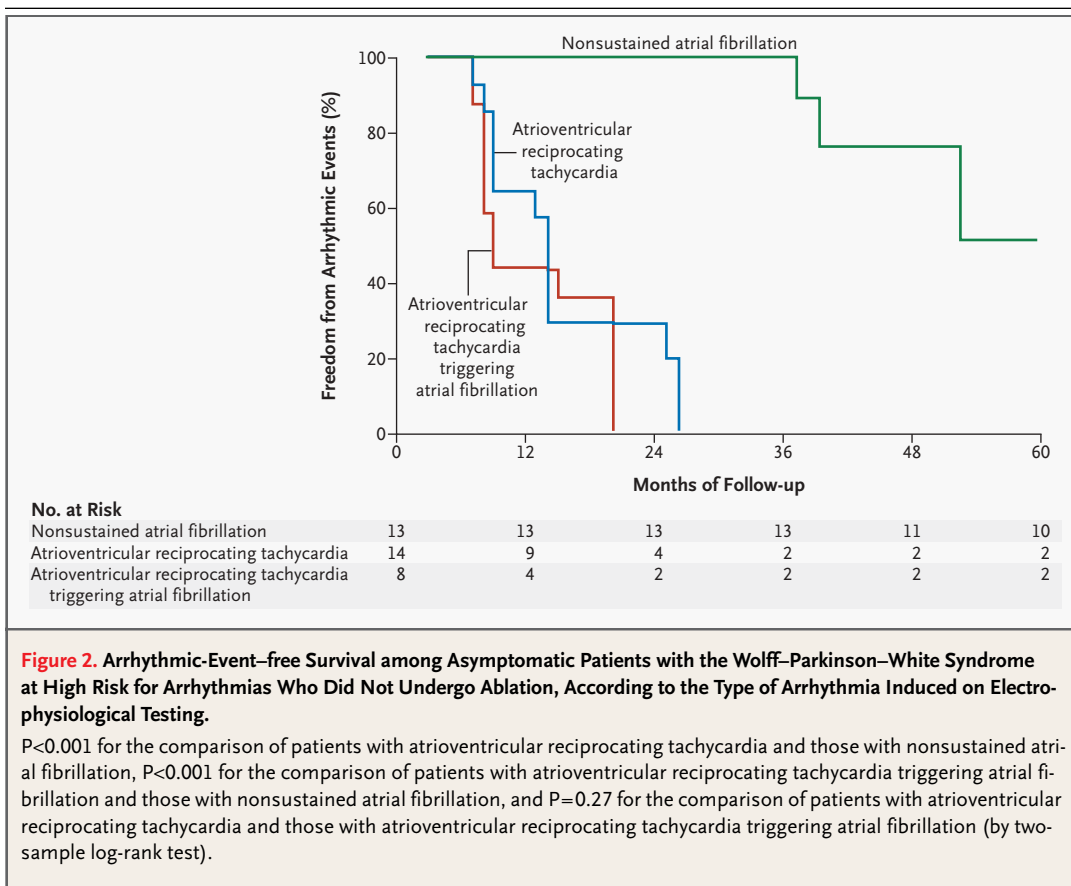 Nonsustained atrial fibrillation
100
80
60
40
20
0
Freedom from Arrhythmic Events (%)
Atrioventricular
reciprocating
tachycardia
Atrioventricular
reciprocating
tachycardia
triggering
atrial fibrillation
0 12 24 36 48 60
Months of Follow-up
No. at Risk
Nonsustained atrial fibrillation 13 13 13 13 11 10
Atrioventricular reciprocating tachycardia 14 9 4 2 2 2
Atrioventricular reciprocating tachycardia 8 4 2 2 2 2
triggering atrial fibrillation
Figure 2. Arrhythmic-Event–free Survival among Asymptomatic Patients with the Wolff–Parkinson–White Syndrome
at High Risk for Arrhythmias Who Did Not Undergo Ablation, According to the Type of Arrhythmia Induced on Electro-
physiological Testing.
P<0.001 for the comparison of patients with atrioventricular reciprocating tachycardia and those with nonsustained atri-
al fibrillation, P<0.001 for the comparison of patients with atrioventricular reciprocating tachycardia triggering atrial fi-
brillation and those with nonsustained atrial fibrillation, and P=0.27 for the comparison of patients with atrioventricular
reciprocating tachycardia and those with atrioventricular reciprocating tachycardia triggering atrial fibrillation (by two-
sample log-rank test).